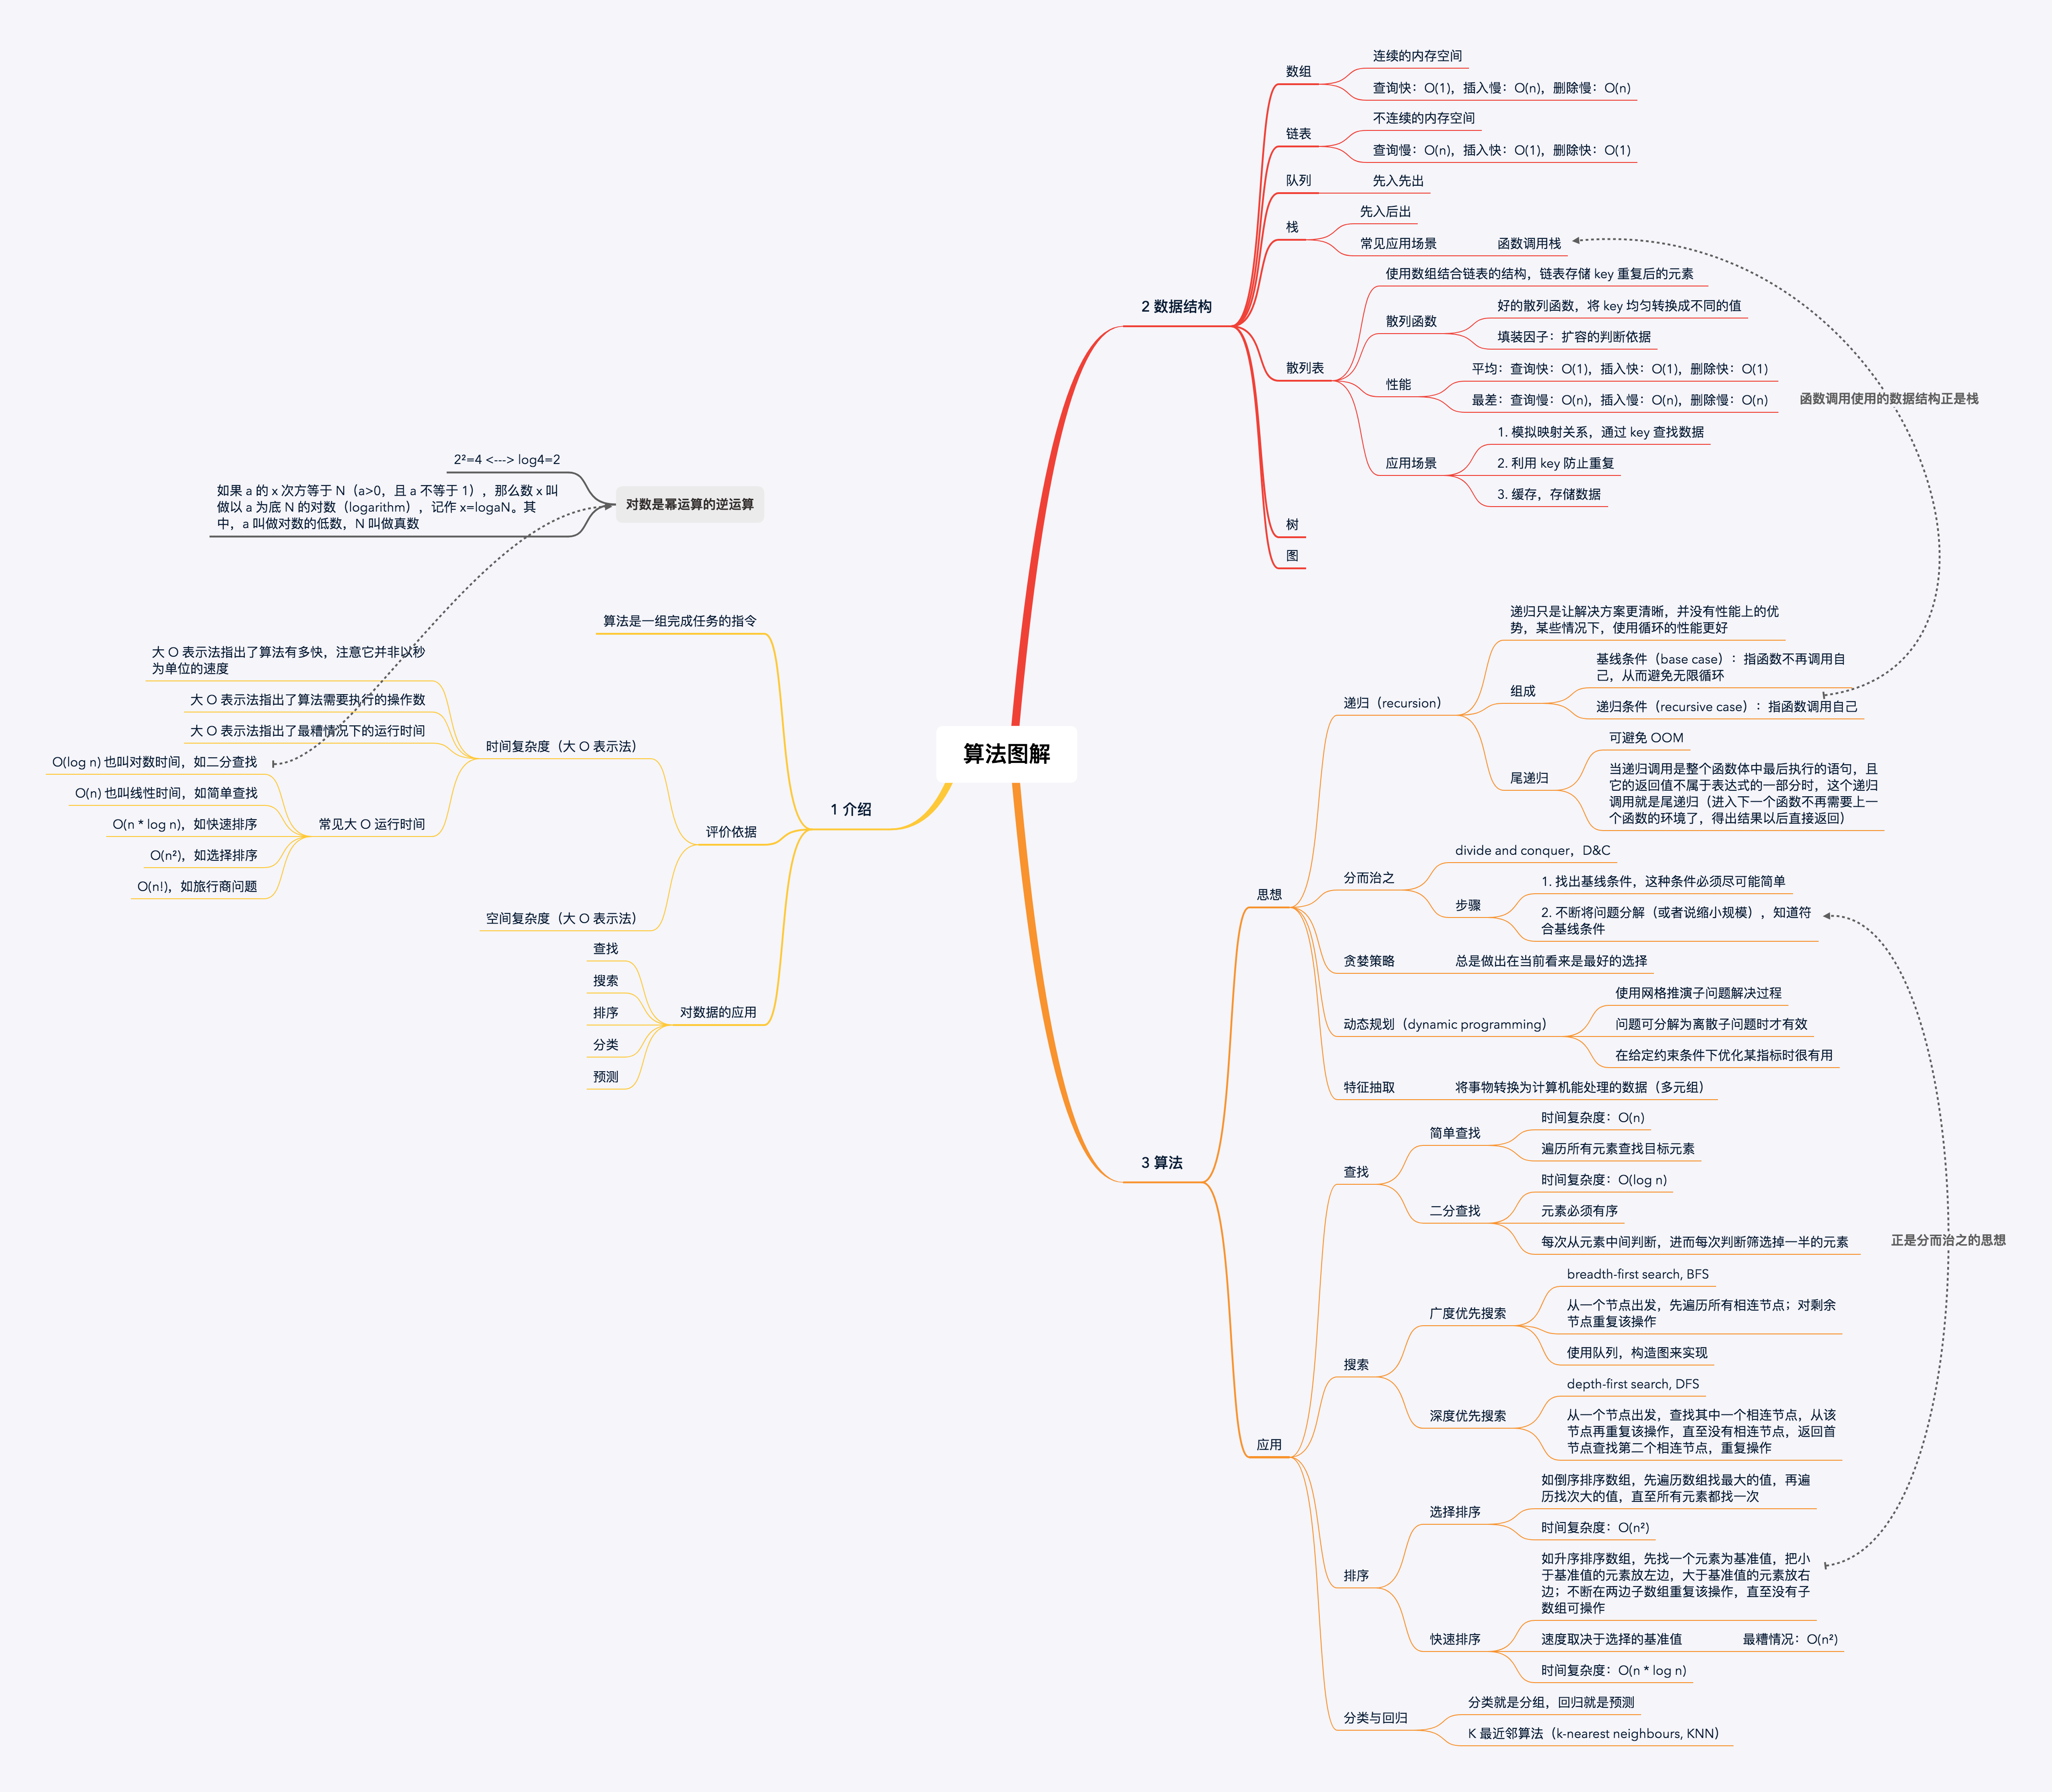 算法图解
1 介绍
算法是一组完成任务的指令
评价依据
时间复杂度（大 O 表示法）
大 O 表示法指出了算法有多快，注意它并非以秒
为单位的速度
大 O 表示法指出了算法需要执行的操作数
大 O 表示法指出了最糟情况下的运行时间
常见大 O 运行时间
O(log n) 也叫对数时间，如二分查找
O(n) 也叫线性时间，如简单查找
O(n * log n)，如快速排序
O(n²)，如选择排序
O(n!)，如旅行商问题
空间复杂度（大 O 表示法）
对数据的应用
查找
搜索
排序
分类
预测
对数是幂运算的逆运算
2²=4 <---> log4=2
如果 a 的 x 次方等于 N（a>0，且 a 不等于 1），那么数 x 叫
做以 a 为底 N 的对数（logarithm），记作 x=logaN。其
中，a 叫做对数的低数，N 叫做真数
2 数据结构
数组
连续的内存空间
查询快：O(1)，插入慢：O(n)，删除慢：O(n)
链表
不连续的内存空间
查询慢：O(n)，插入快：O(1)，删除快：O(1)
队列
先入先出
栈
先入后出
常见应用场景
函数调用栈
散列表
使用数组结合链表的结构，链表存储 key 重复后的元素
散列函数
好的散列函数，将 key 均匀转换成不同的值
填装因子：扩容的判断依据
性能
平均：查询快：O(1)，插入快：O(1)，删除快：O(1)
最差：查询慢：O(n)，插入慢：O(n)，删除慢：O(n)
应用场景
1. 模拟映射关系，通过 key 查找数据
2. 利用 key 防止重复
3. 缓存，存储数据
树
图
函数调用使用的数据结构正是栈
3 算法
思想
递归（recursion）
递归只是让解决方案更清晰，并没有性能上的优
势，某些情况下，使用循环的性能更好
组成
基线条件（base case）：指函数不再调用自
己，从而避免无限循环
递归条件（recursive case）：指函数调用自己
尾递归
可避免 OOM
当递归调用是整个函数体中最后执行的语句，且
它的返回值不属于表达式的一部分时，这个递归
调用就是尾递归（进入下一个函数不再需要上一
个函数的环境了，得出结果以后直接返回）
分而治之
divide and conquer，D&C
步骤
1. 找出基线条件，这种条件必须尽可能简单
2. 不断将问题分解（或者说缩小规模），知道符
合基线条件
贪婪策略
总是做出在当前看来是最好的选择
动态规划（dynamic programming）
使用网格推演子问题解决过程
问题可分解为离散子问题时才有效
在给定约束条件下优化某指标时很有用
特征抽取
将事物转换为计算机能处理的数据（多元组）
应用
查找
简单查找
时间复杂度：O(n)
遍历所有元素查找目标元素
二分查找
时间复杂度：O(log n)
元素必须有序
每次从元素中间判断，进而每次判断筛选掉一半的元素
搜索
广度优先搜索
breadth-first search, BFS
从一个节点出发，先遍历所有相连节点；对剩余
节点重复该操作
使用队列，构造图来实现
深度优先搜索
depth-first search, DFS
从一个节点出发，查找其中一个相连节点，从该
节点再重复该操作，直至没有相连节点，返回首
节点查找第二个相连节点，重复操作
排序
选择排序
如倒序排序数组，先遍历数组找最大的值，再遍
历找次大的值，直至所有元素都找一次
时间复杂度：O(n²)
快速排序
如升序排序数组，先找一个元素为基准值，把小
于基准值的元素放左边，大于基准值的元素放右
边；不断在两边子数组重复该操作，直至没有子
数组可操作
速度取决于选择的基准值
最糟情况：O(n²)
时间复杂度：O(n * log n)
分类与回归
分类就是分组，回归就是预测
K 最近邻算法（k-nearest neighbours, KNN）
正是分而治之的思想